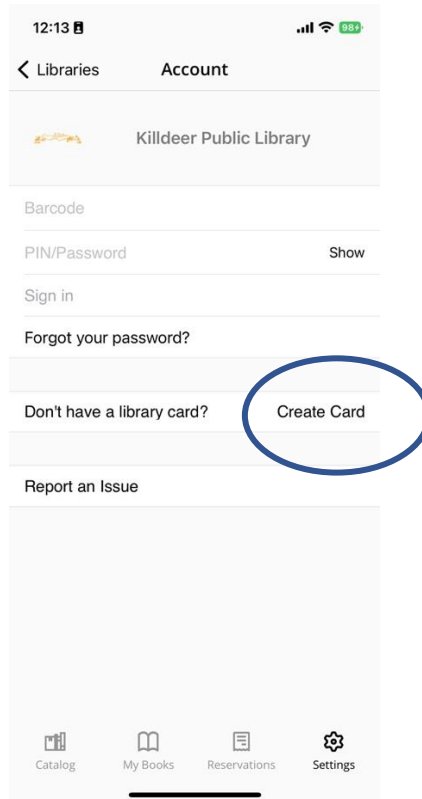 12:13 98
Libraries Account
Killdeer Public Library
Barcode
PIN/Password Show
Sign in
Forgot your password?
Don't have a library card? Create Card
Report an Issue
Catalog My Books Reservations Settings